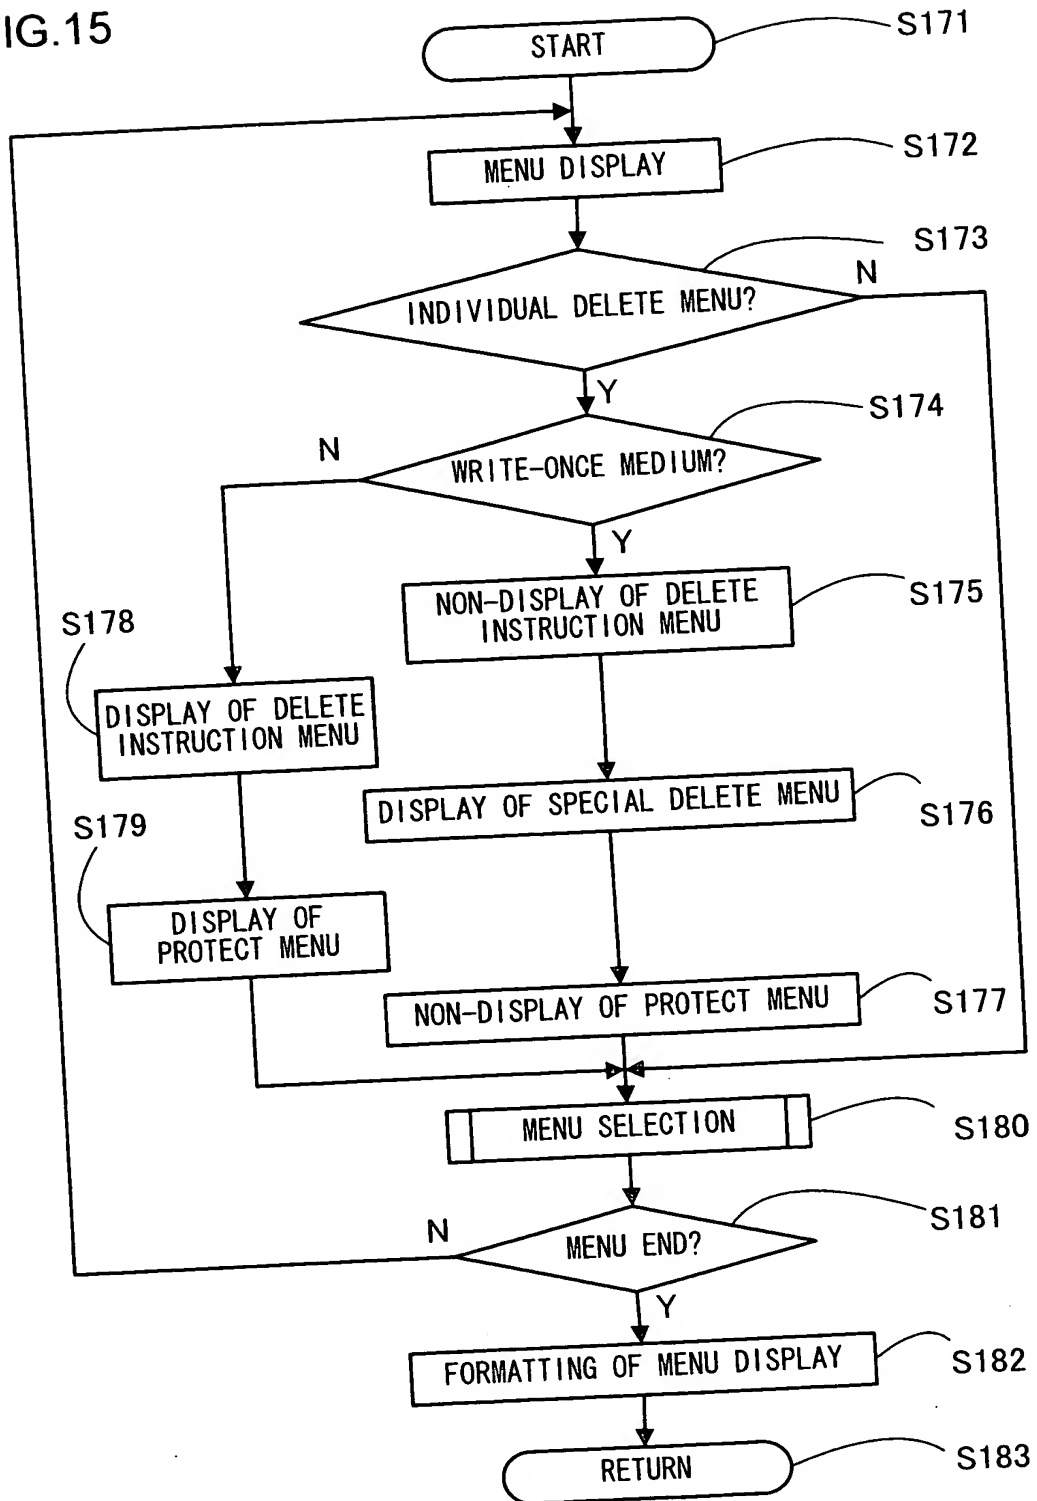 IG.15
START
S171
MENU DISPLAY
S172
INDIVIDUAL DELETE MENU?
S173
N
Y
WRITE-ONCE MEDIUM?
S174
N
Y
NON-DISPLAY OF DELETE
INSTRUCTION MENU
S175
S178
DISPLAY OF DELETE
INSTRUCTION MENU
DISPLAY OF SPECIAL DELETE MENU
S176
S179
DISPLAY OF
PROTECT MENU
NON-DISPLAY OF PROTECT MENU
S177
MENU SELECTION
S180
MENU END?
S181
N
Y
FORMATTING OF MENU DISPLAY
S182
RETURN
S183